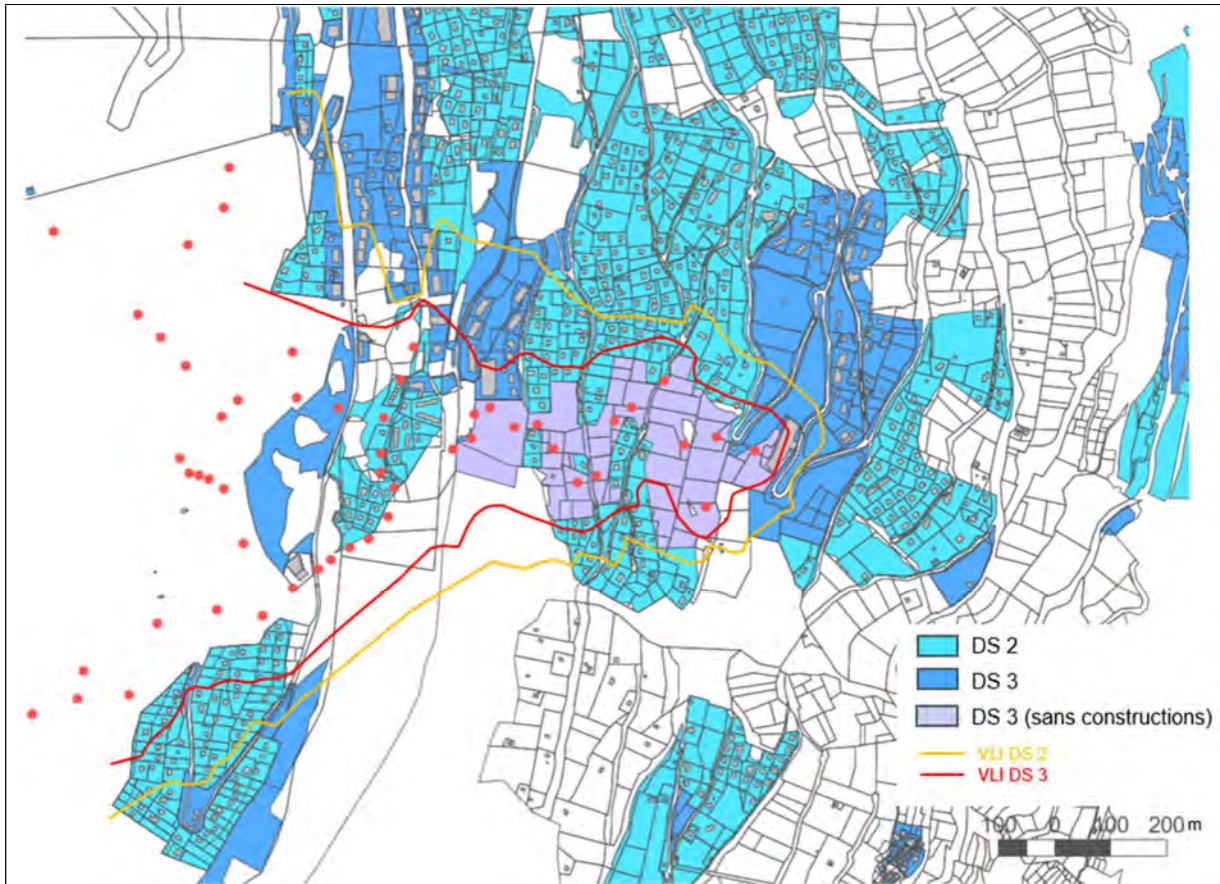 DS 2
DS 3
DS 3 (sans constructions)
VLI DS 2
VLI DS 3
100 0 100 200 m